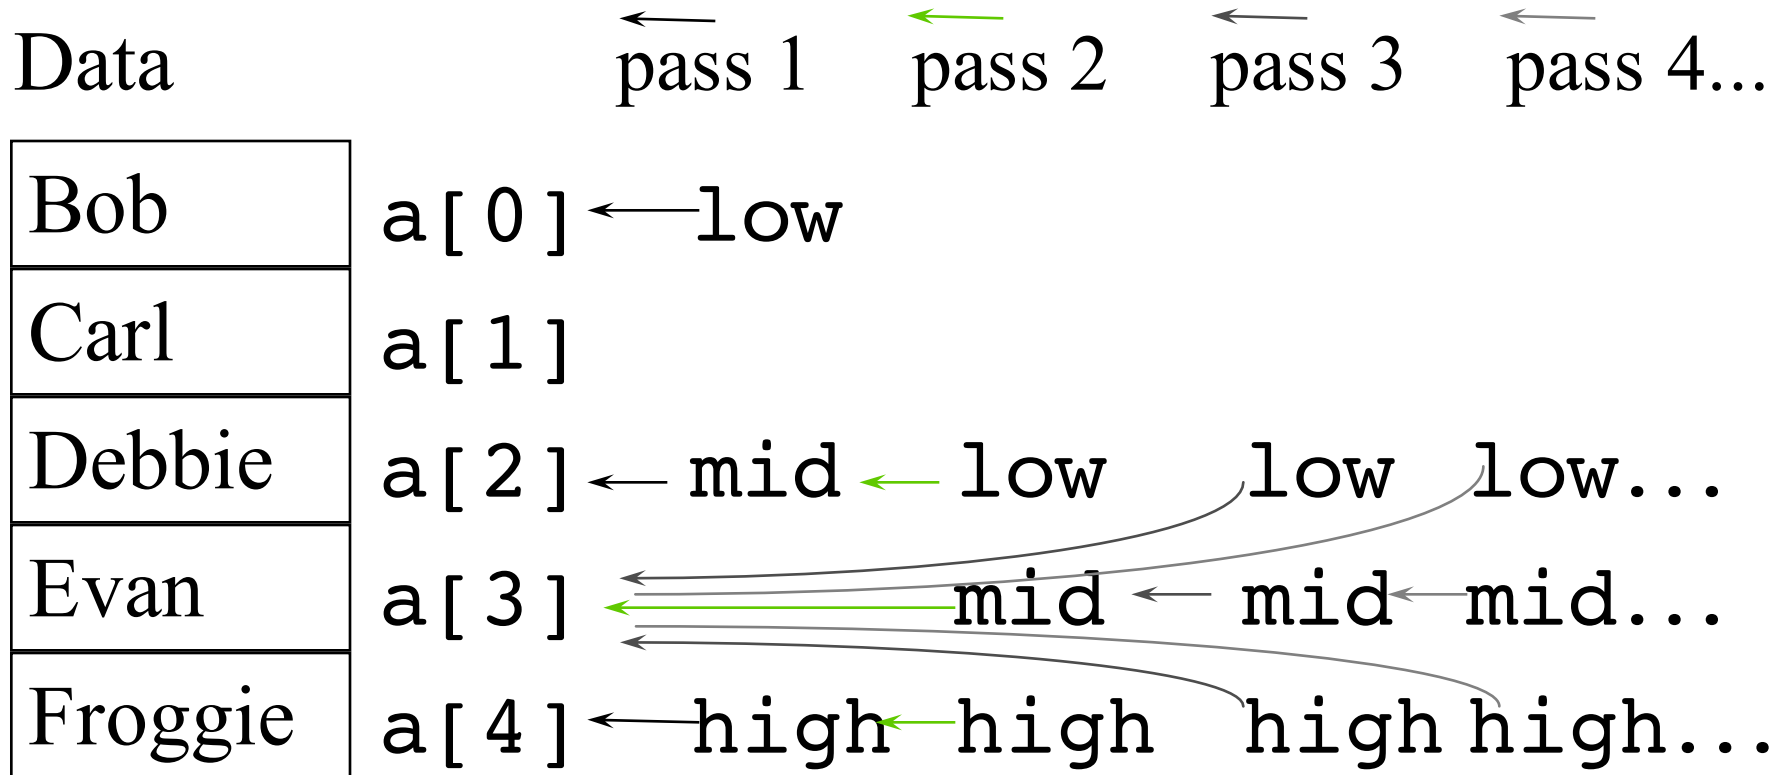 Data pass 1 pass 2 pass 3 pass 4...
Bob a[0] low
Carl a[1]
Debbie a[2] mid low low low...
Evan a[3] mid mid mid...
Froggie a[4] high high high high...